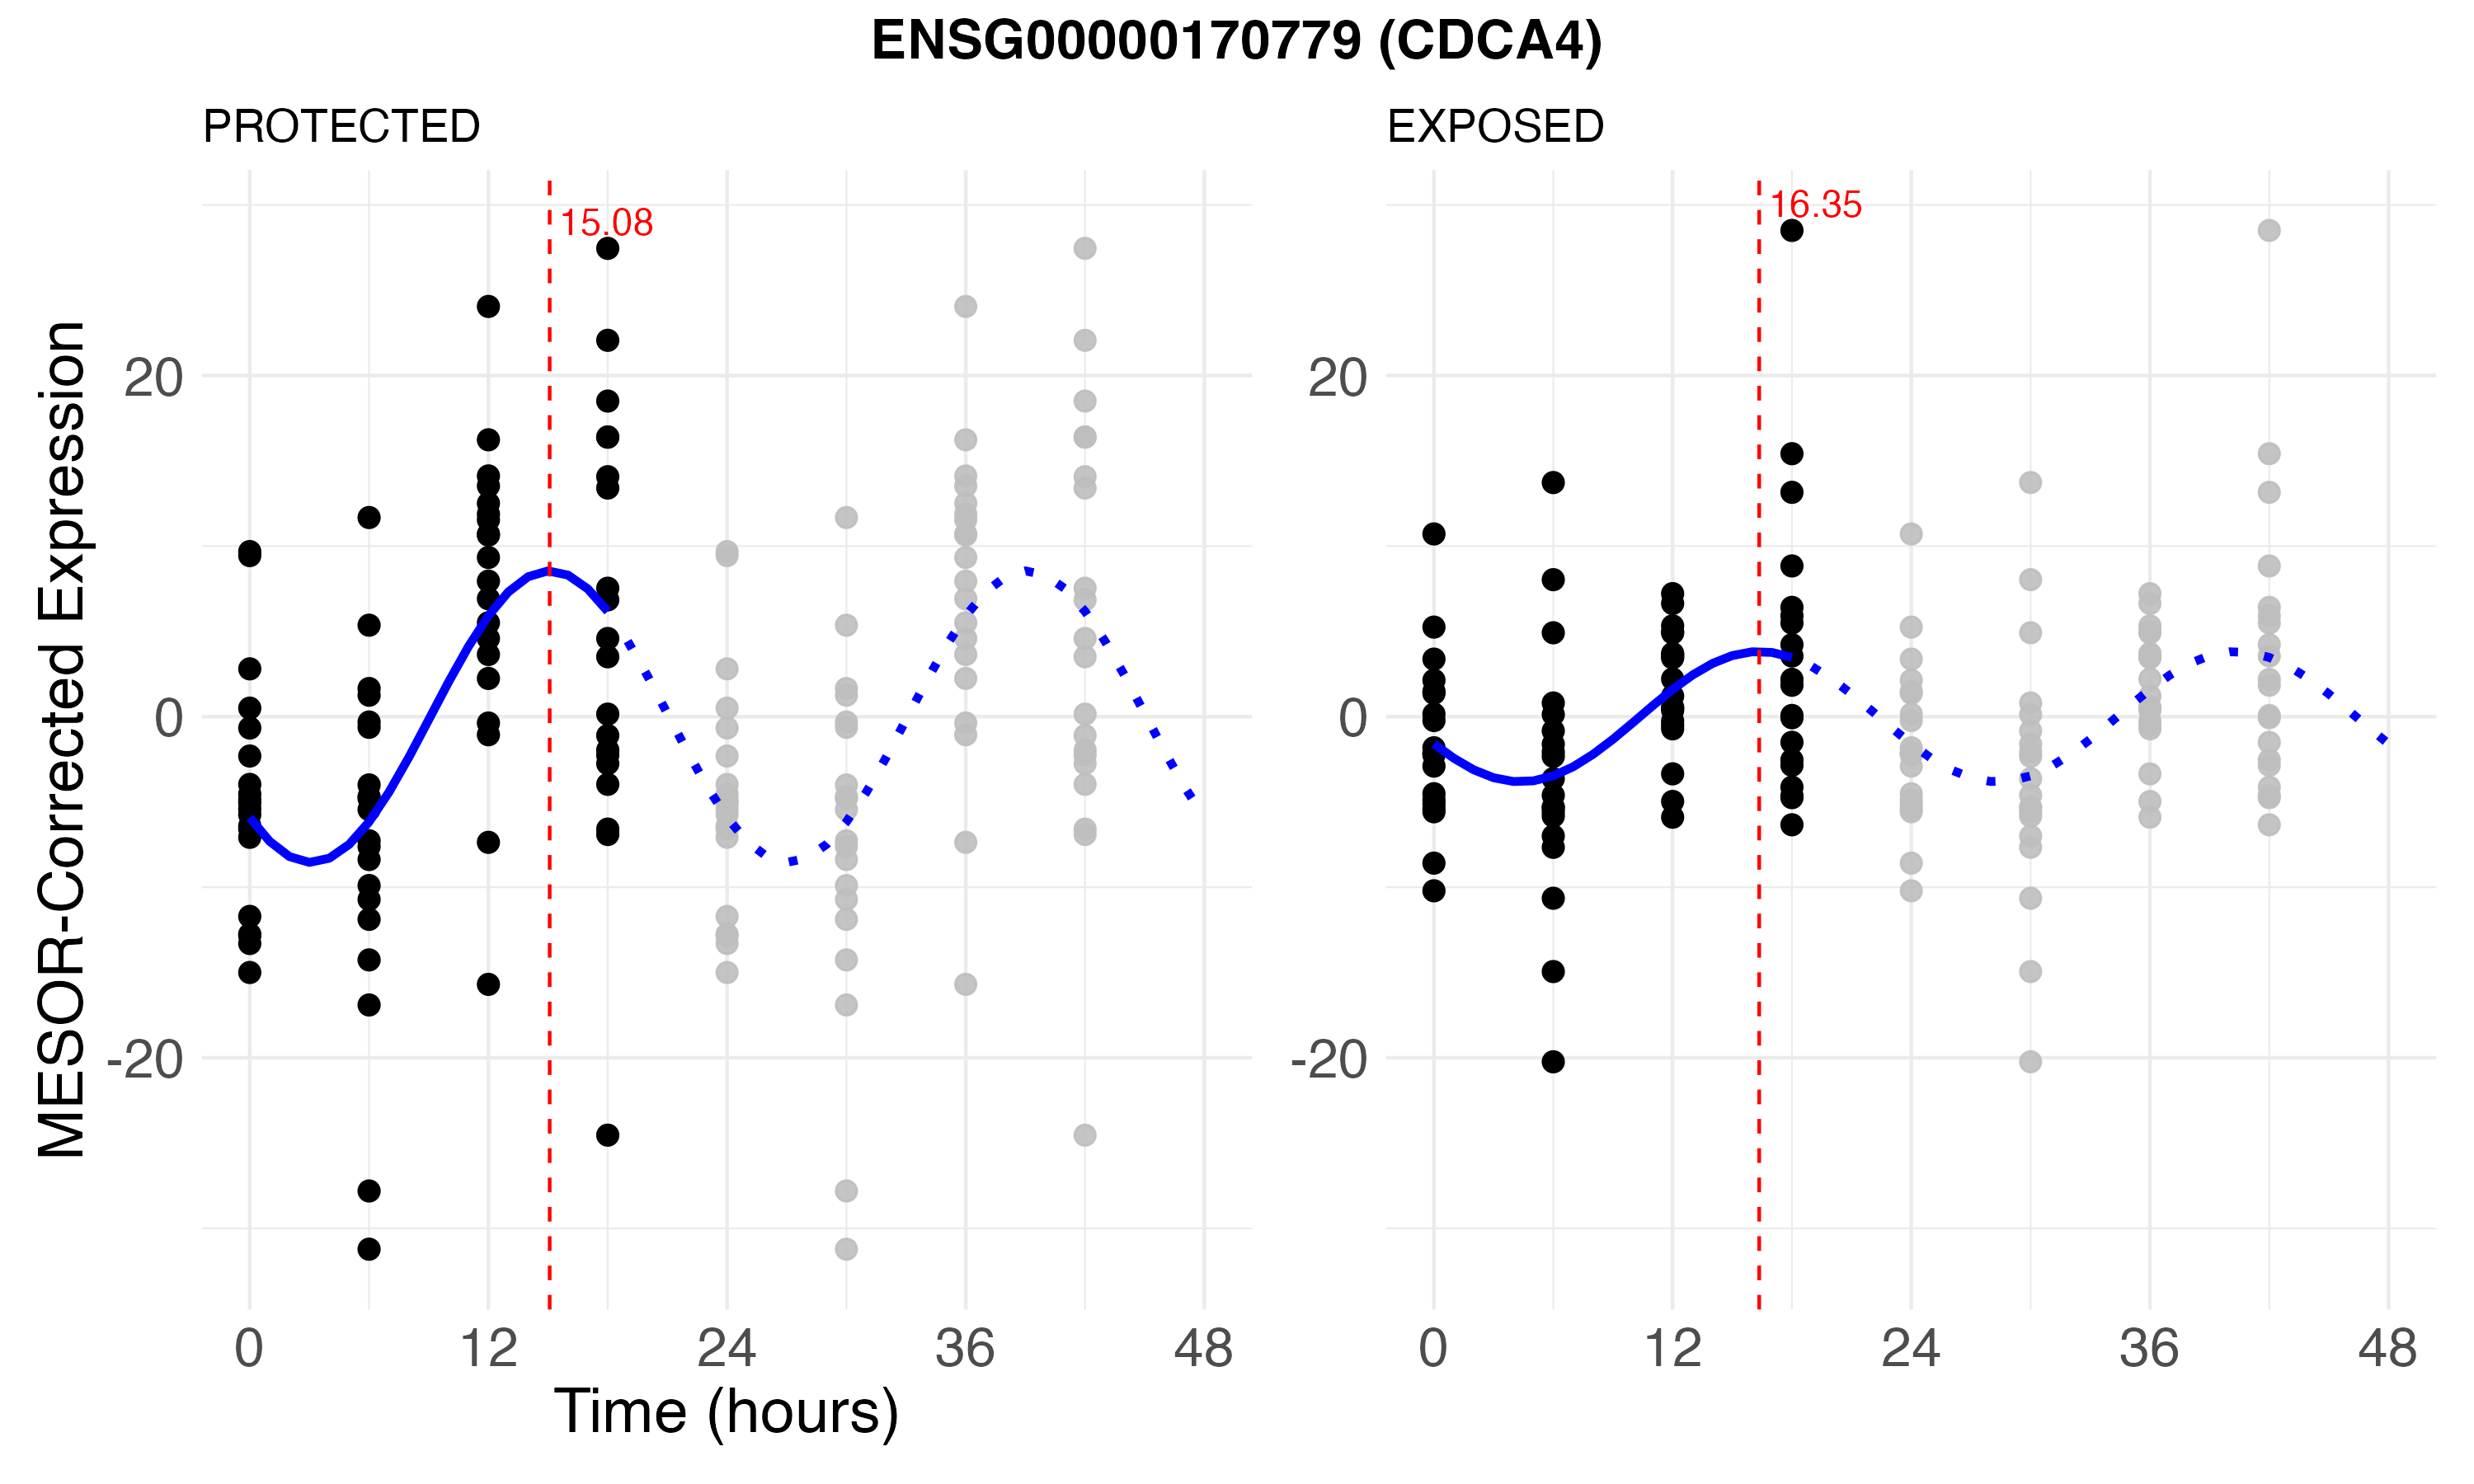 ENSG00000170779 (CDCA4)
PROTECTED
EXPOSED
MESOR-Corrected Expression
15.08
16.35
20
0
-20
20
0
-20
0 12 24 36 48
0 12 24 36 48
Time (hours)